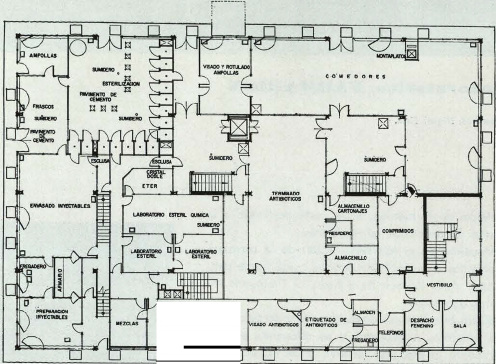 AMPOLLAS
SUMIDERO
ESTERILIZACION
PAVIMENTO DE
CEMENTO
SUMIDERO
VISADO Y ROTULADO
AMPOLLAS
MONTAPLATO
COMEDORES
FRASCOS
SUMIDERO
PAVIMENTO
DE
CEMENTO
ESCLUSA
ESCLUSA
CRISTAL
DOBLE
ETER
SUMIDERO
SUMIDERO
ENVASADO INYECTABLES
LABORATORIO ESTERIL QUIMICA
SUMIDERO
TERMINADO
ANTIBIOTICOS
ALMACENILLO
CARTONAJES
FREGADERO
COMPRIMIDOS
LABORATORIO
ESTERIL
LABORATORIO
ESTERIL
ALMACENILLO
FREGADERO
ARMARIO
VESTIBULO
PREPARACION
INYECTABLES
MEZCLAS
VISADO ANTIBIOTICOS
ETIQUETADO DE
ANTIBIOTICOS
ALMACEN
FREGADERO
TELEFONOS
DESPACHO
FEMENINO
SALA